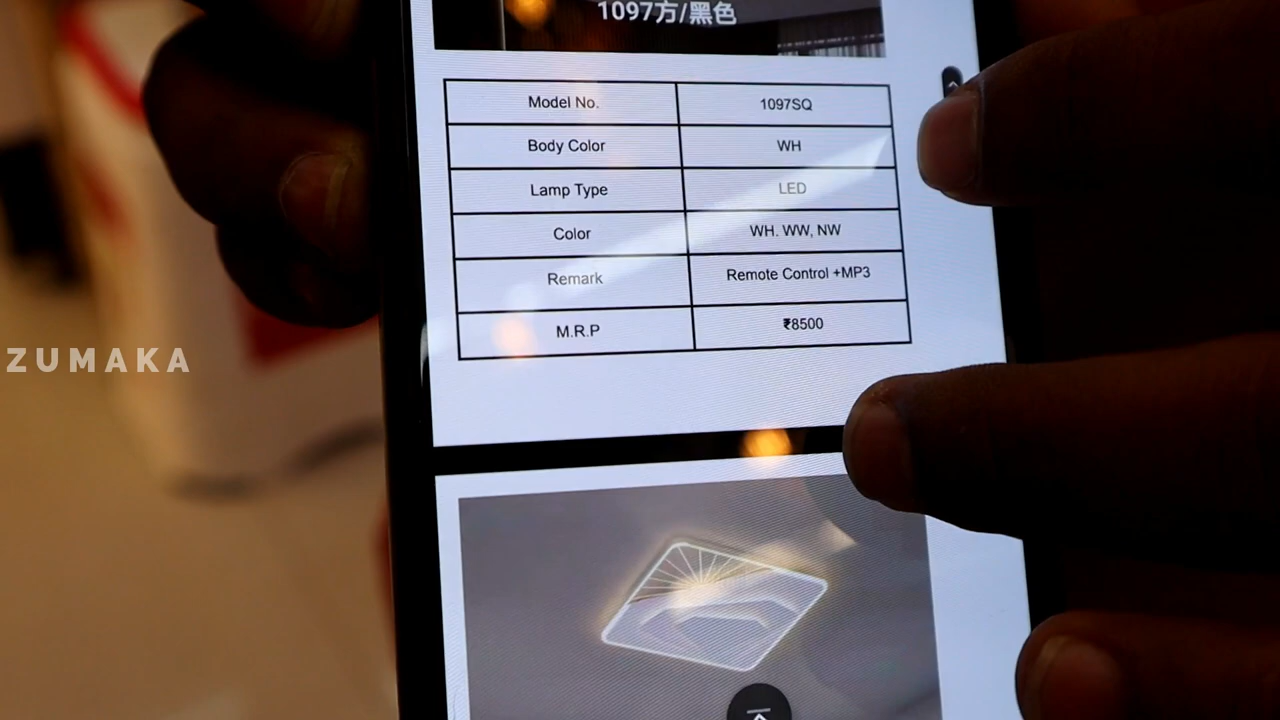 1097方/黑色
Model No. 1097SQ
Body Color WH
Lamp Type LED
Color WH. WW, NW
Remark Remote Control +MP3
M.R.P ₹8500
ZUMAKA